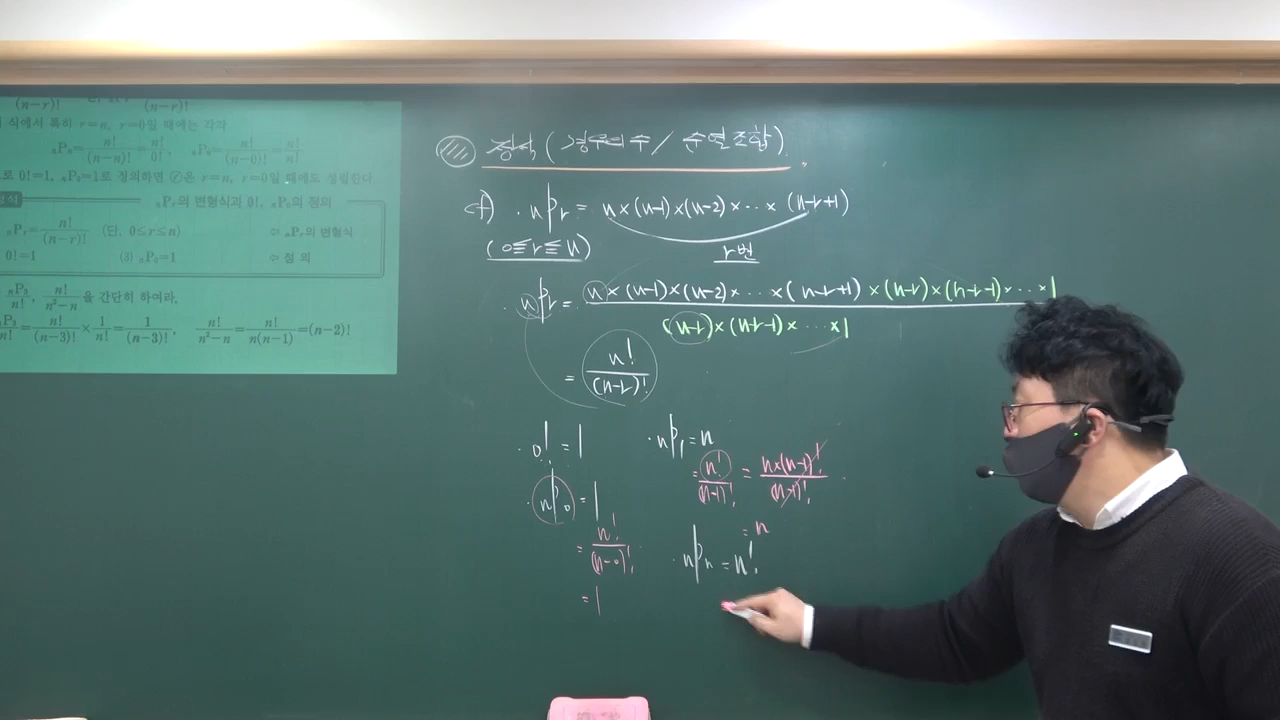 (n-r)! (n-r)!
식에서 특히 r=n, r=0일 때에는 각각
nPn=n!/(n-n)!=n!/0!, nP0=n!/(n-0)!=n!/n!
로 0!=1, nP0=1로 정의하면 ㉠은 r=n, r=0일 때에도 성립한다
nPr의 변형식과 0!, nP0의 정의
nPr=n!/(n-r)! (단, 0≤r≤n) ⇦ nPr의 변형식
0!=1 (3) nP0=1 ⇦ 정의
nP3/n!, n!/(n²-n)을 간단히 하여라.
nP3/n!=n!/(n-3)!×1/n!=1/(n-3)!, n!/(n²-n)=n!/n(n-1)=(n-2)!
(경우의 수 / 순열조합)
cf) · nPr = n×(n-1)×(n-2)×…×(n-r+1)
(0≦r≦n) r번
· nPr = n×(n-1)×(n-2)×…×(n-r+1)×(n-r)×(n-r-1)×…×1 / (n-r)×(n-r-1)×…×1
= n!/(n-r)!
· 0! = 1
· nP0 = 1
= n!/(n-0)!
= 1
· nP1 = n
= n!/(n-1)! = n×(n-1)!/(n-1)!
= n
· nPn = n!